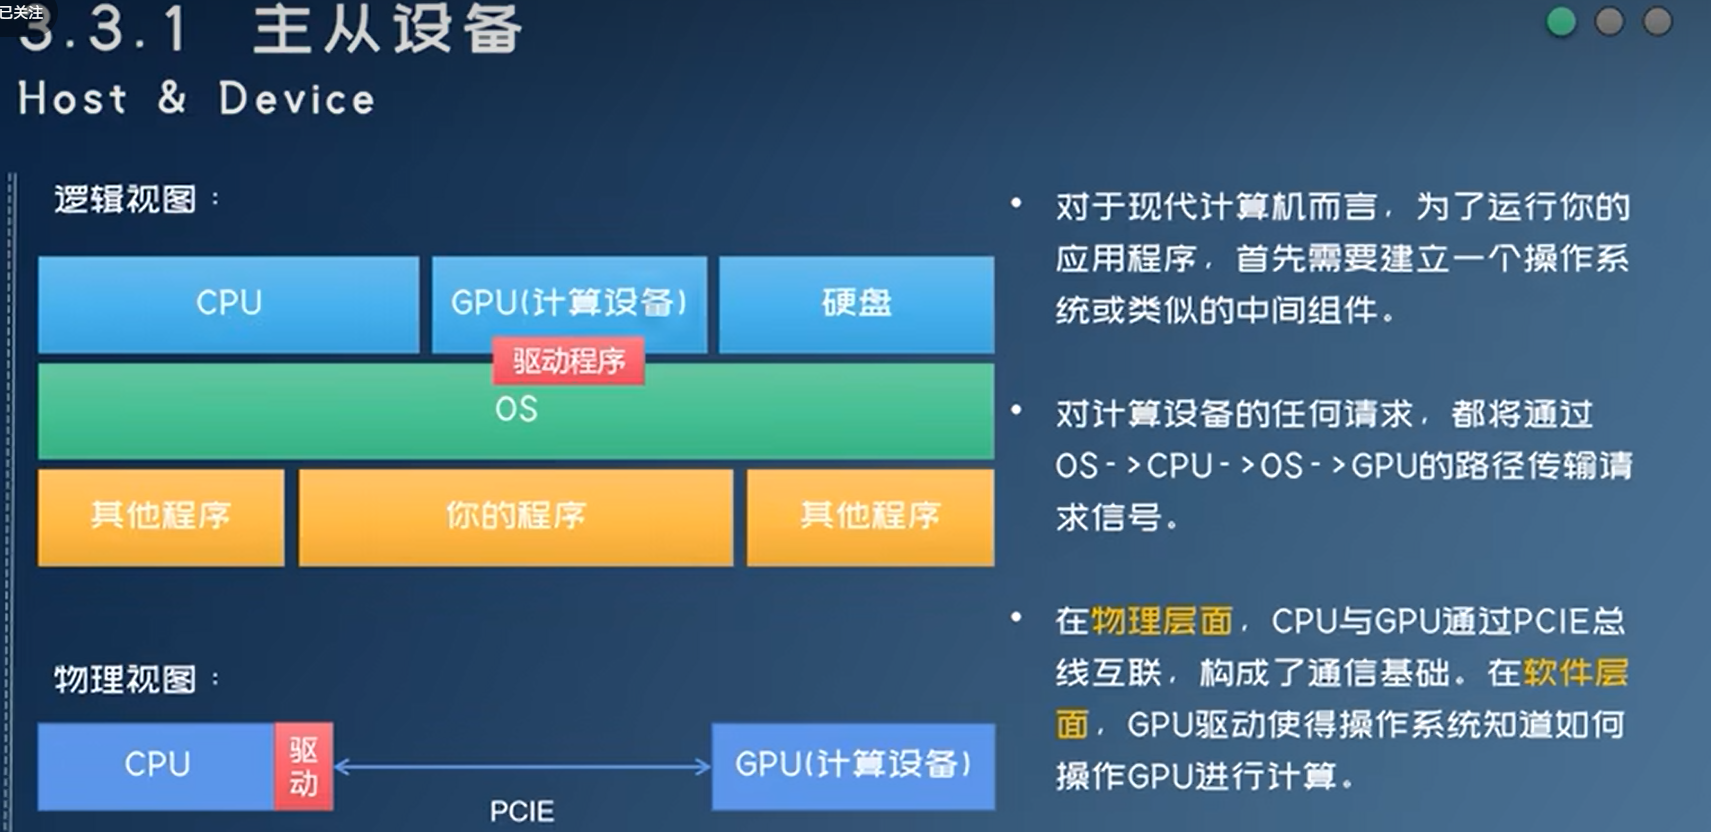 已关注
3.3.1 主从设备
Host & Device
逻辑视图：
CPU
GPU(计算设备)
硬盘
驱动程序
OS
其他程序
你的程序
其他程序
物理视图：
CPU
驱
动
PCIE
GPU(计算设备)
• 对于现代计算机而言，为了运行你的
应用程序，首先需要建立一个操作系
统或类似的中间组件。
• 对计算设备的任何请求，都将通过
OS->CPU->OS->GPU的路径传输请
求信号。
• 在物理层面，CPU与GPU通过PCIE总
线互联，构成了通信基础。在软件层
面，GPU驱动使得操作系统知道如何
操作GPU进行计算。